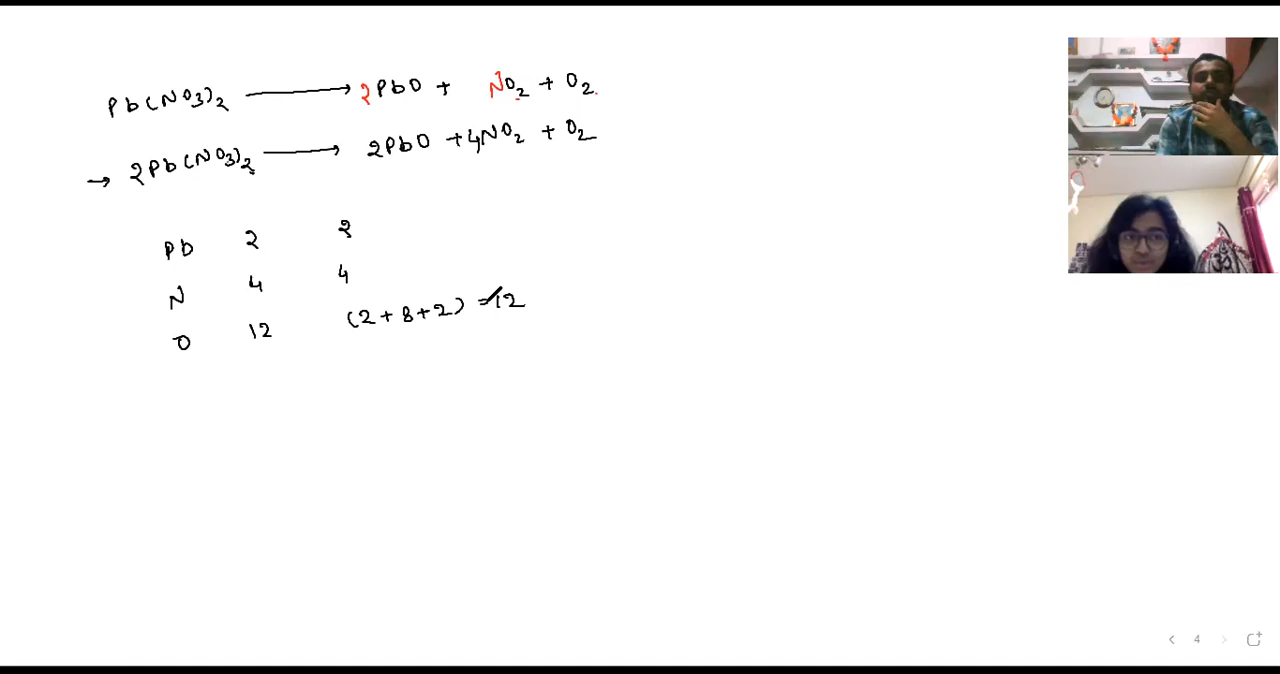 Pb(NO3)2 ⟶ 2PbO + NO2 + O2
→ 2Pb(NO3)2 ⟶ 2PbO + 4NO2 + O2
Pb 2 2
N 4 4
O 12 (2+8+2) = 12
< 4 >